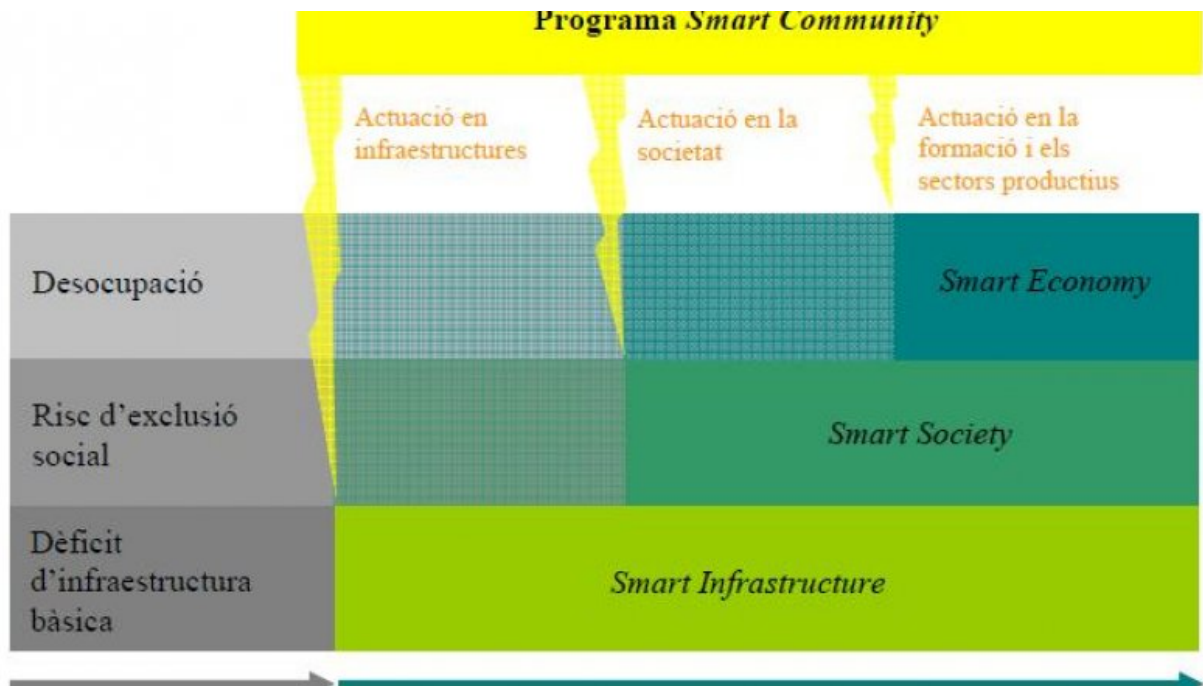 Programa Smart Community
Actuació en
infraestructures
Actuació en la
societat
Actuació en la
formació i els
sectors productius
Desocupació
Smart Economy
Risc d'exclusió
social
Smart Society
Dèficit
d'infraestructura
bàsica
Smart Infrastructure